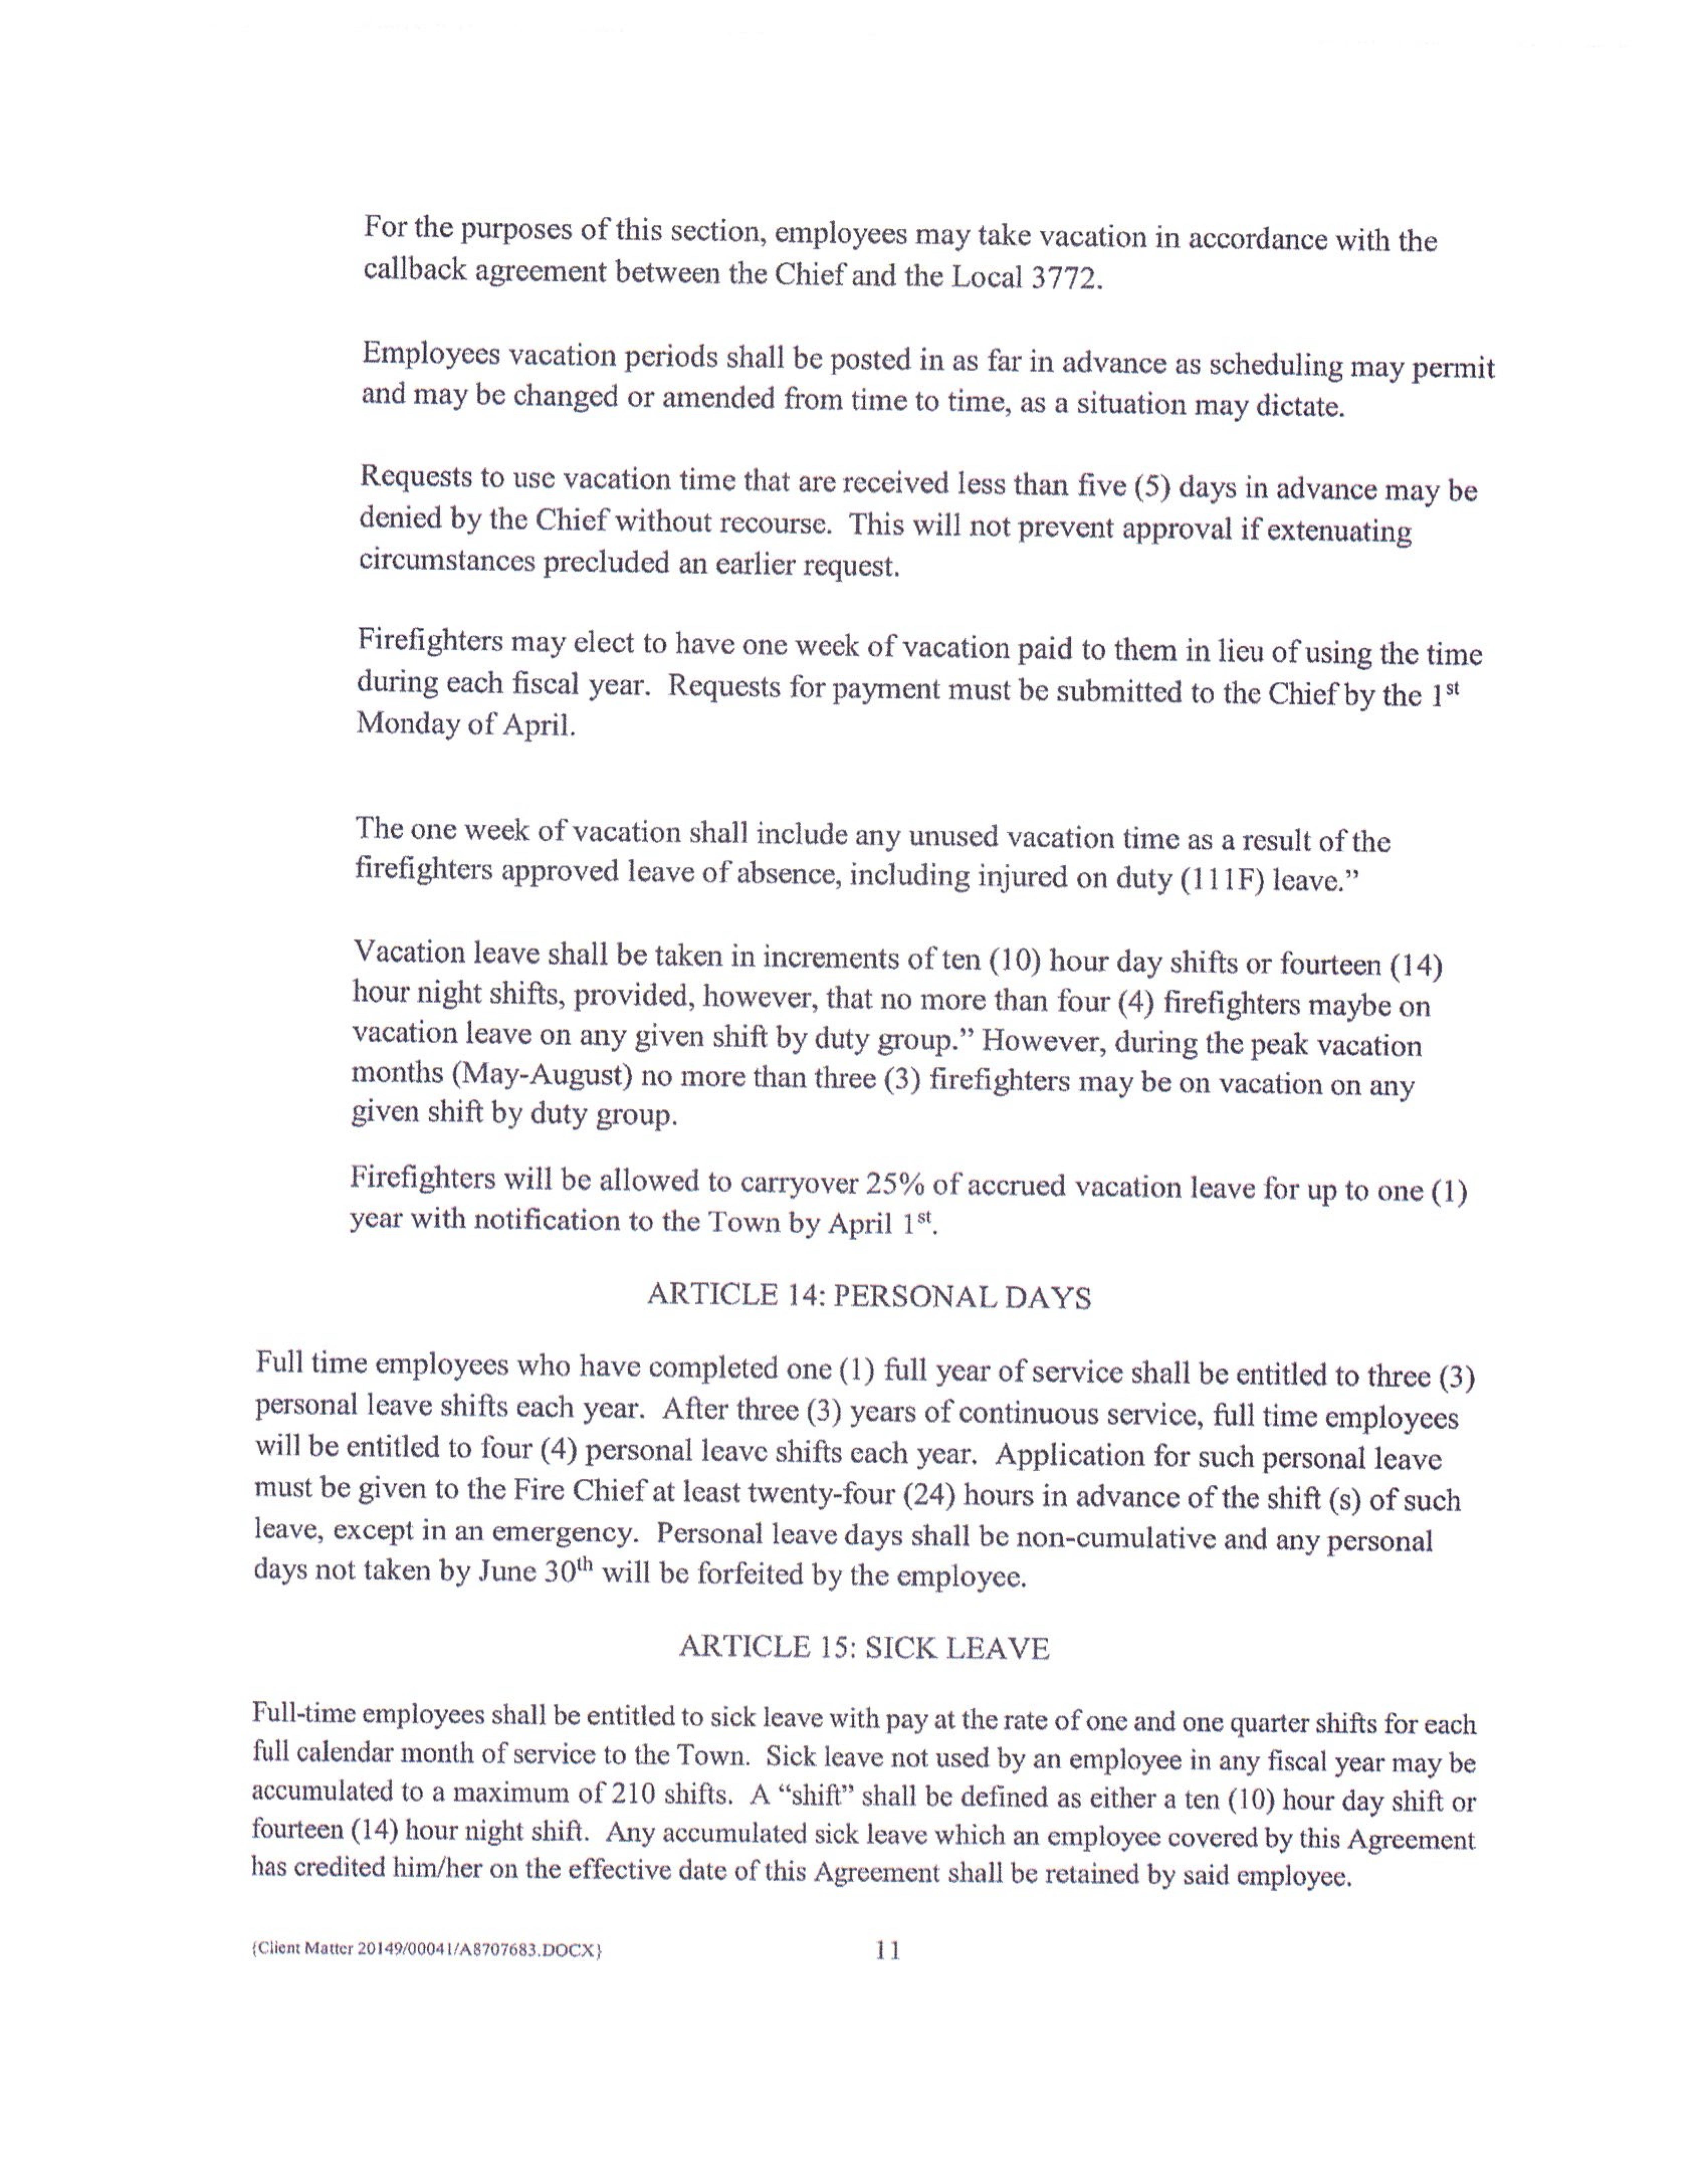 For the purposes of this section, employees may take vacation in accordance with the
callback agreement between the Chief and the Local 3772.
Employees vacation periods shall be posted in as far in advance as scheduling may permit
and may be changed or amended from time to time, as a situation may dictate.
Requests to use vacation time that are received less than five (5) days in advance may be
denied by the Chief without recourse.  This will not prevent approval if extenuating
circumstances precluded an earlier request.
Firefighters may elect to have one week of vacation paid to them in lieu of using the time
during each fiscal year.  Requests for payment must be submitted to the Chief by the 1st
Monday of April.
The one week of vacation shall include any unused vacation time as a result of the
firefighters approved leave of absence, including injured on duty (111F) leave.”
Vacation leave shall be taken in increments of ten (10) hour day shifts or fourteen (14)
hour night shifts, provided, however, that no more than four (4) firefighters maybe on
vacation leave on any given shift by duty group.” However, during the peak vacation
months (May-August) no more than three (3) firefighters may be on vacation on any
given shift by duty group.
Firefighters will be allowed to carryover 25% of accrued vacation leave for up to one (1)
year with notification to the Town by April 1st.
ARTICLE 14: PERSONAL DAYS
Full time employees who have completed one (1) full year of service shall be entitled to three (3)
personal leave shifts each year.  After three (3) years of continuous service, full time employees
will be entitled to four (4) personal leave shifts each year.  Application for such personal leave
must be given to the Fire Chief at least twenty-four (24) hours in advance of the shift (s) of such
leave, except in an emergency.  Personal leave days shall be non-cumulative and any personal
days not taken by June 30th will be forfeited by the employee.
ARTICLE 15: SICK LEAVE
Full-time employees shall be entitled to sick leave with pay at the rate of one and one quarter shifts for each
full calendar month of service to the Town.  Sick leave not used by an employee in any fiscal year may be
accumulated to a maximum of 210 shifts.  A “shift” shall be defined as either a ten (10) hour day shift or
fourteen (14) hour night shift.  Any accumulated sick leave which an employee covered by this Agreement
has credited him/her on the effective date of this Agreement shall be retained by said employee.
{Client Matter 20149/00041/A8707683.DOCX}
11